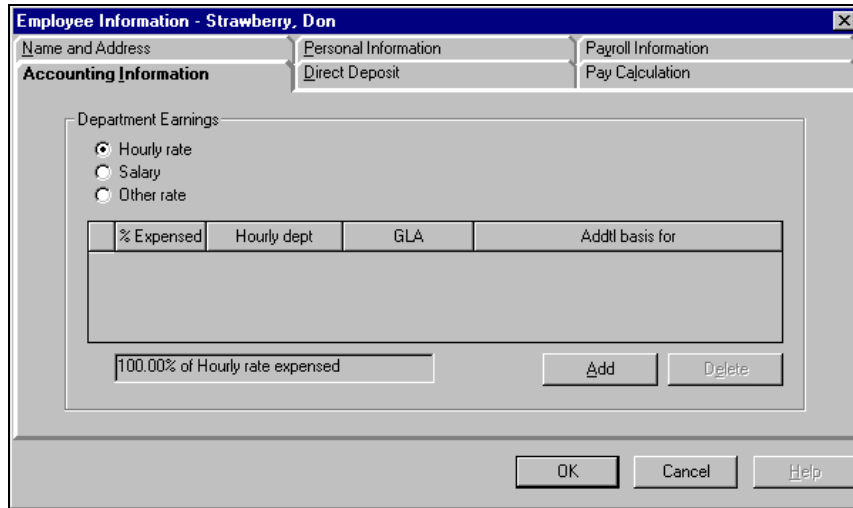 Employee Information - Strawberry, Don
Name and Address Personal Information Payroll Information
Accounting Information Direct Deposit Pay Calculation
Department Earnings
Hourly rate
Salary
Other rate
% Expensed Hourly dept GLA Addtl basis for
100.00% of Hourly rate expensed Add Delete
OK Cancel Help